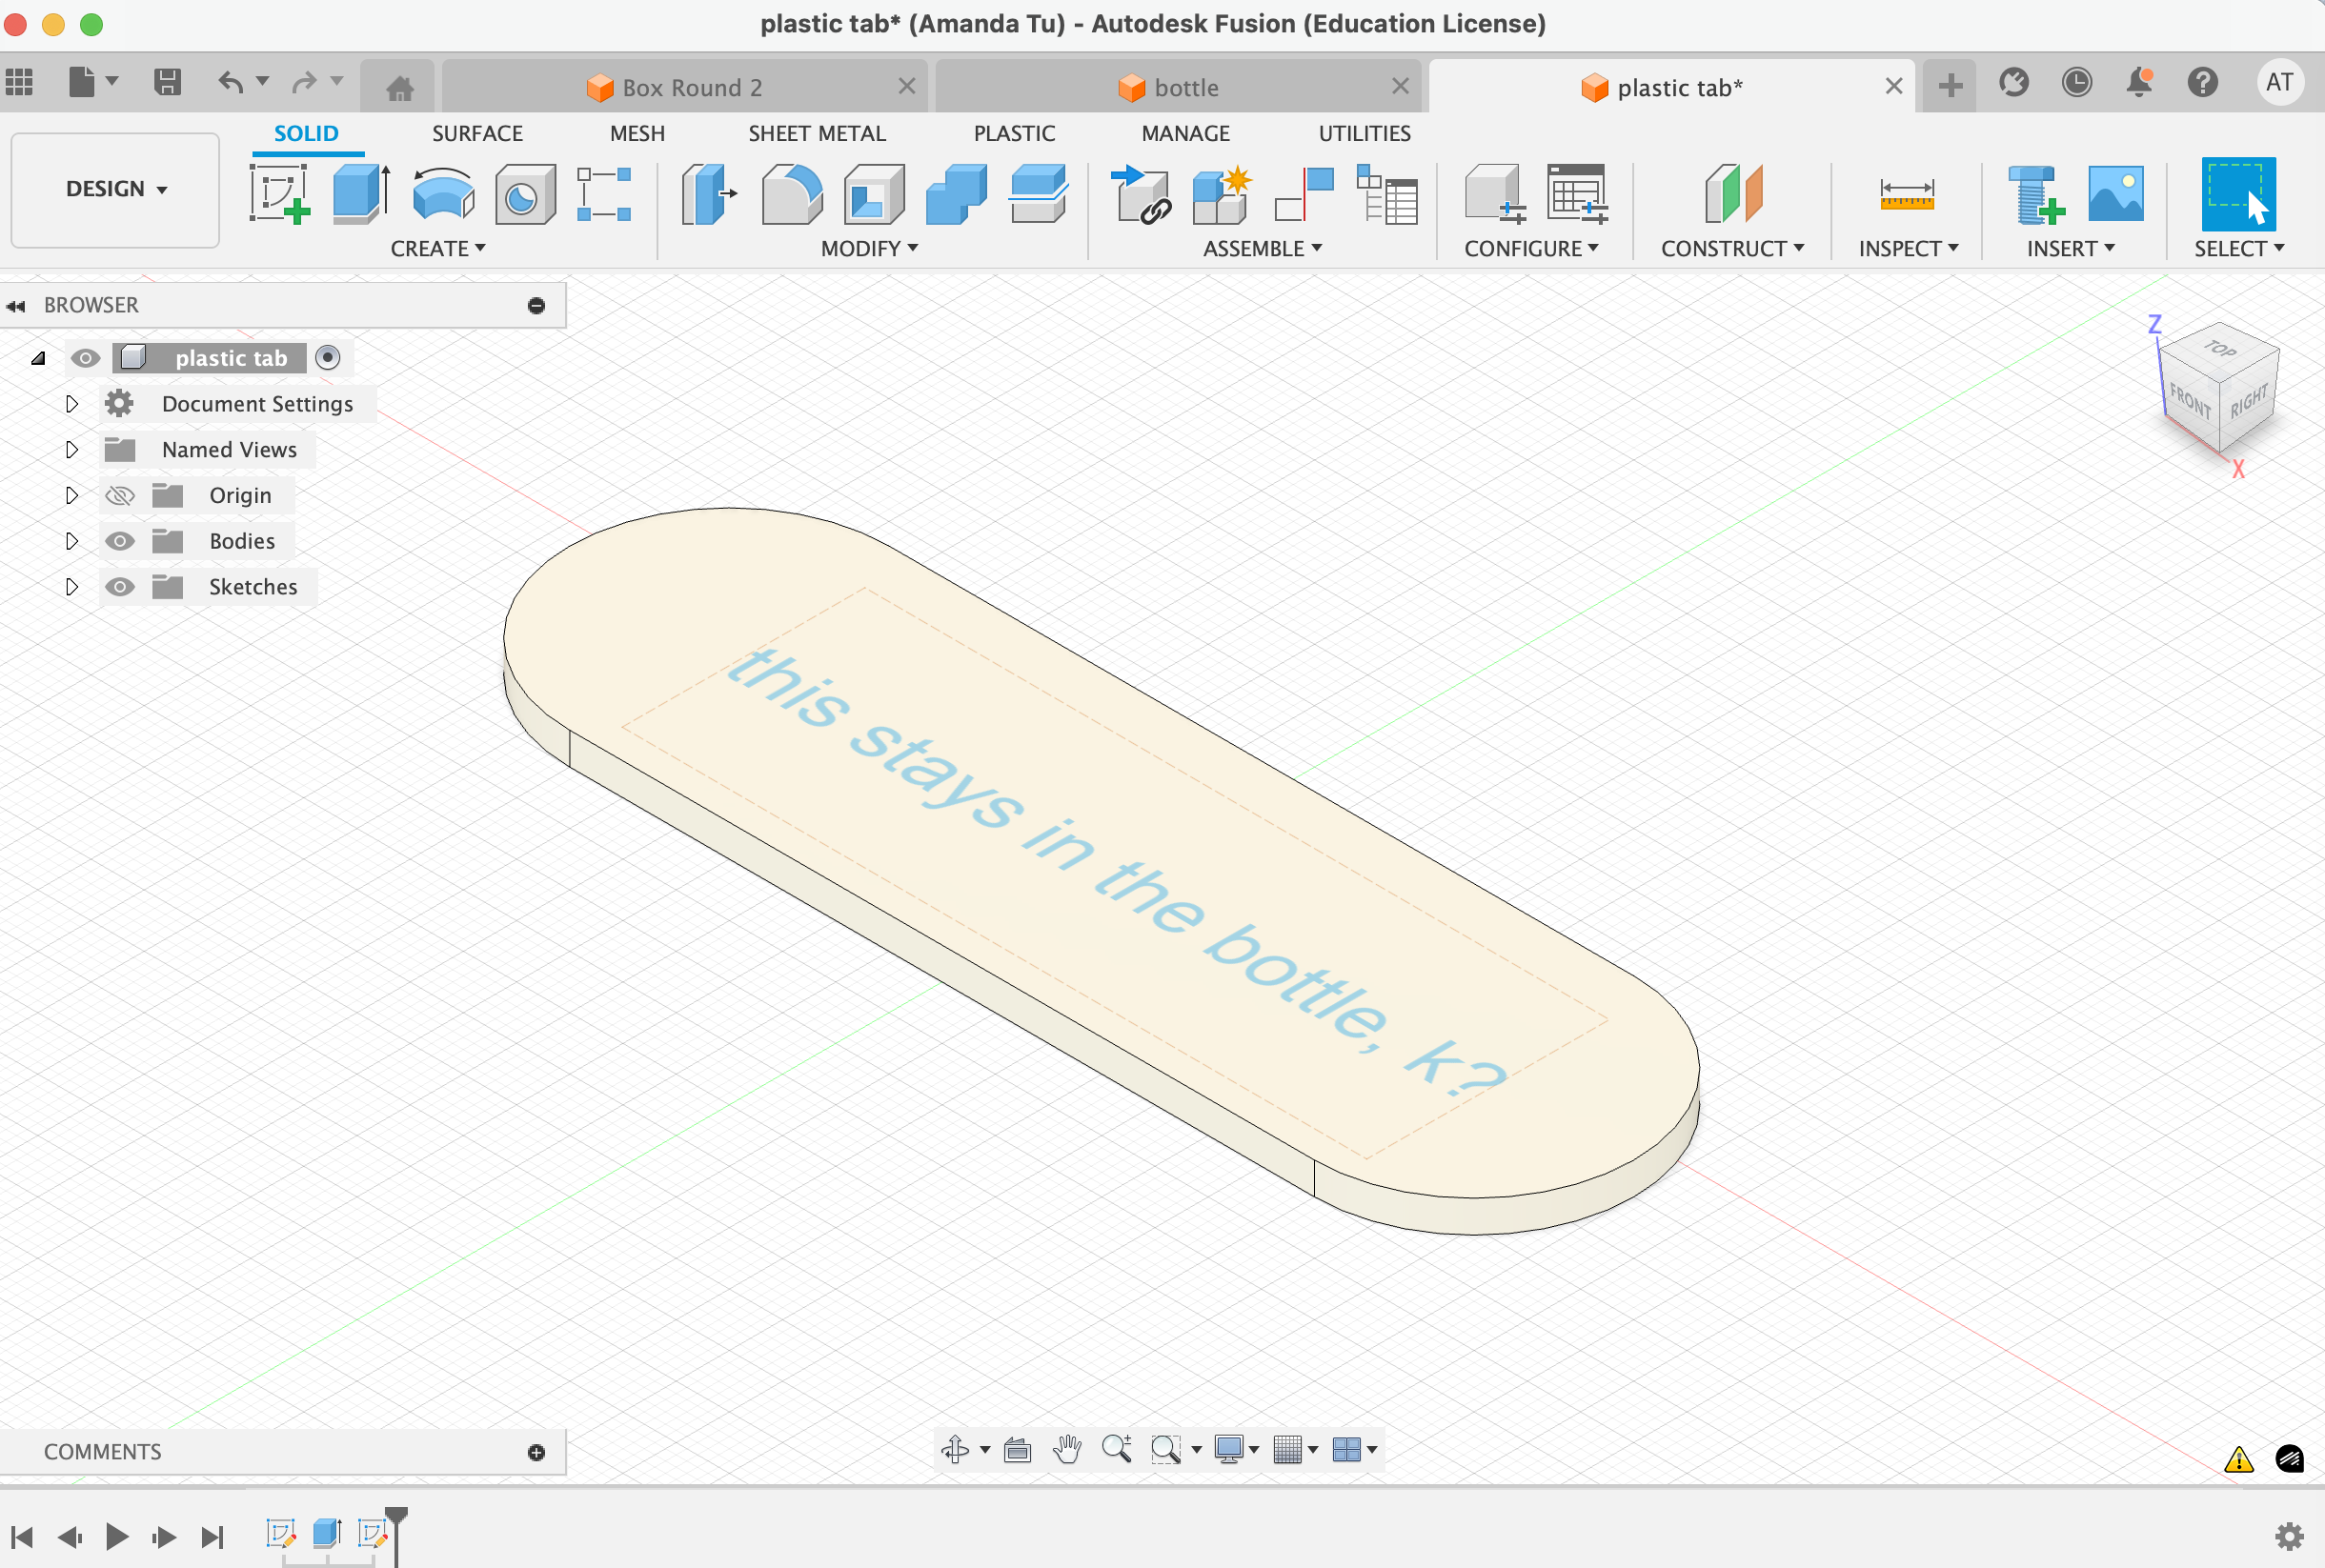 plastic tab* (Amanda Tu) - Autodesk Fusion (Education License)
Box Round 2
bottle
plastic tab*
AT
DESIGN
SOLID
SURFACE
MESH
SHEET METAL
PLASTIC
MANAGE
UTILITIES
CREATE
MODIFY
ASSEMBLE
CONFIGURE
CONSTRUCT
INSPECT
INSERT
SELECT
BROWSER
plastic tab
Document Settings
Named Views
Origin
Bodies
Sketches
Z
TOP
FRONT
RIGHT
X
this stays in the bottle, k?
COMMENTS